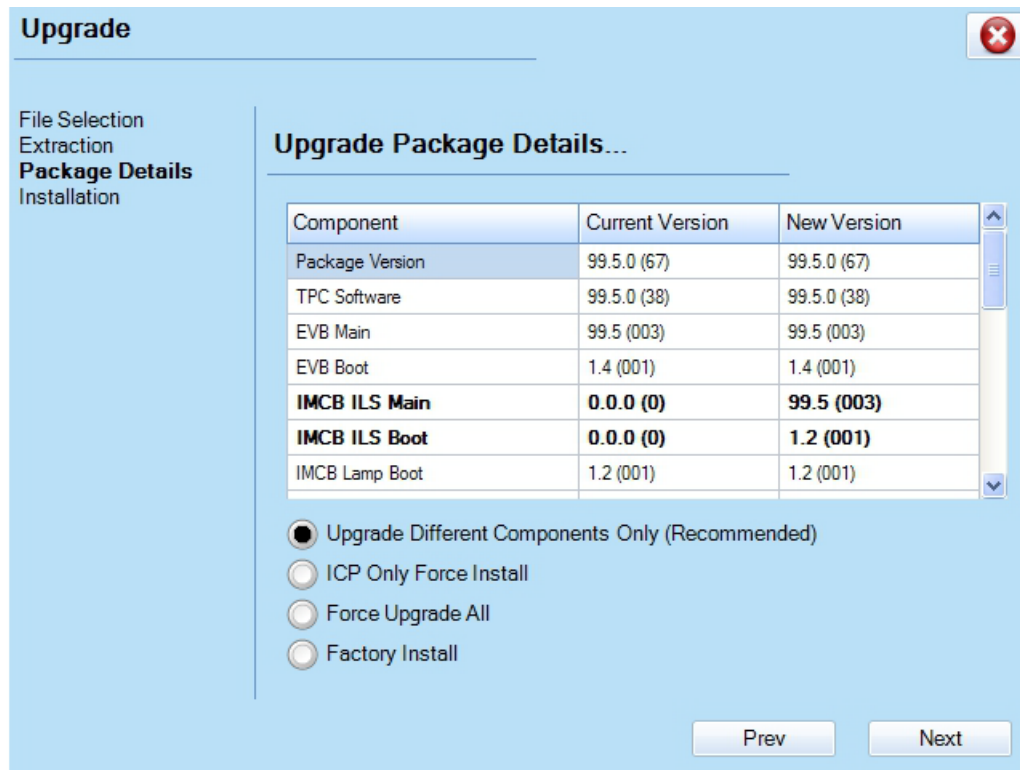 Upgrade
File Selection
Extraction
Package Details
Installation
Upgrade Package Details...
Component Current Version New Version
Package Version 99.5.0 (67) 99.5.0 (67)
TPC Software 99.5.0 (38) 99.5.0 (38)
EVB Main 99.5 (003) 99.5 (003)
EVB Boot 1.4 (001) 1.4 (001)
IMCB ILS Main 0.0.0 (0) 99.5 (003)
IMCB ILS Boot 0.0.0 (0) 1.2 (001)
IMCB Lamp Boot 1.2 (001) 1.2 (001)
Upgrade Different Components Only (Recommended)
ICP Only Force Install
Force Upgrade All
Factory Install
Prev Next